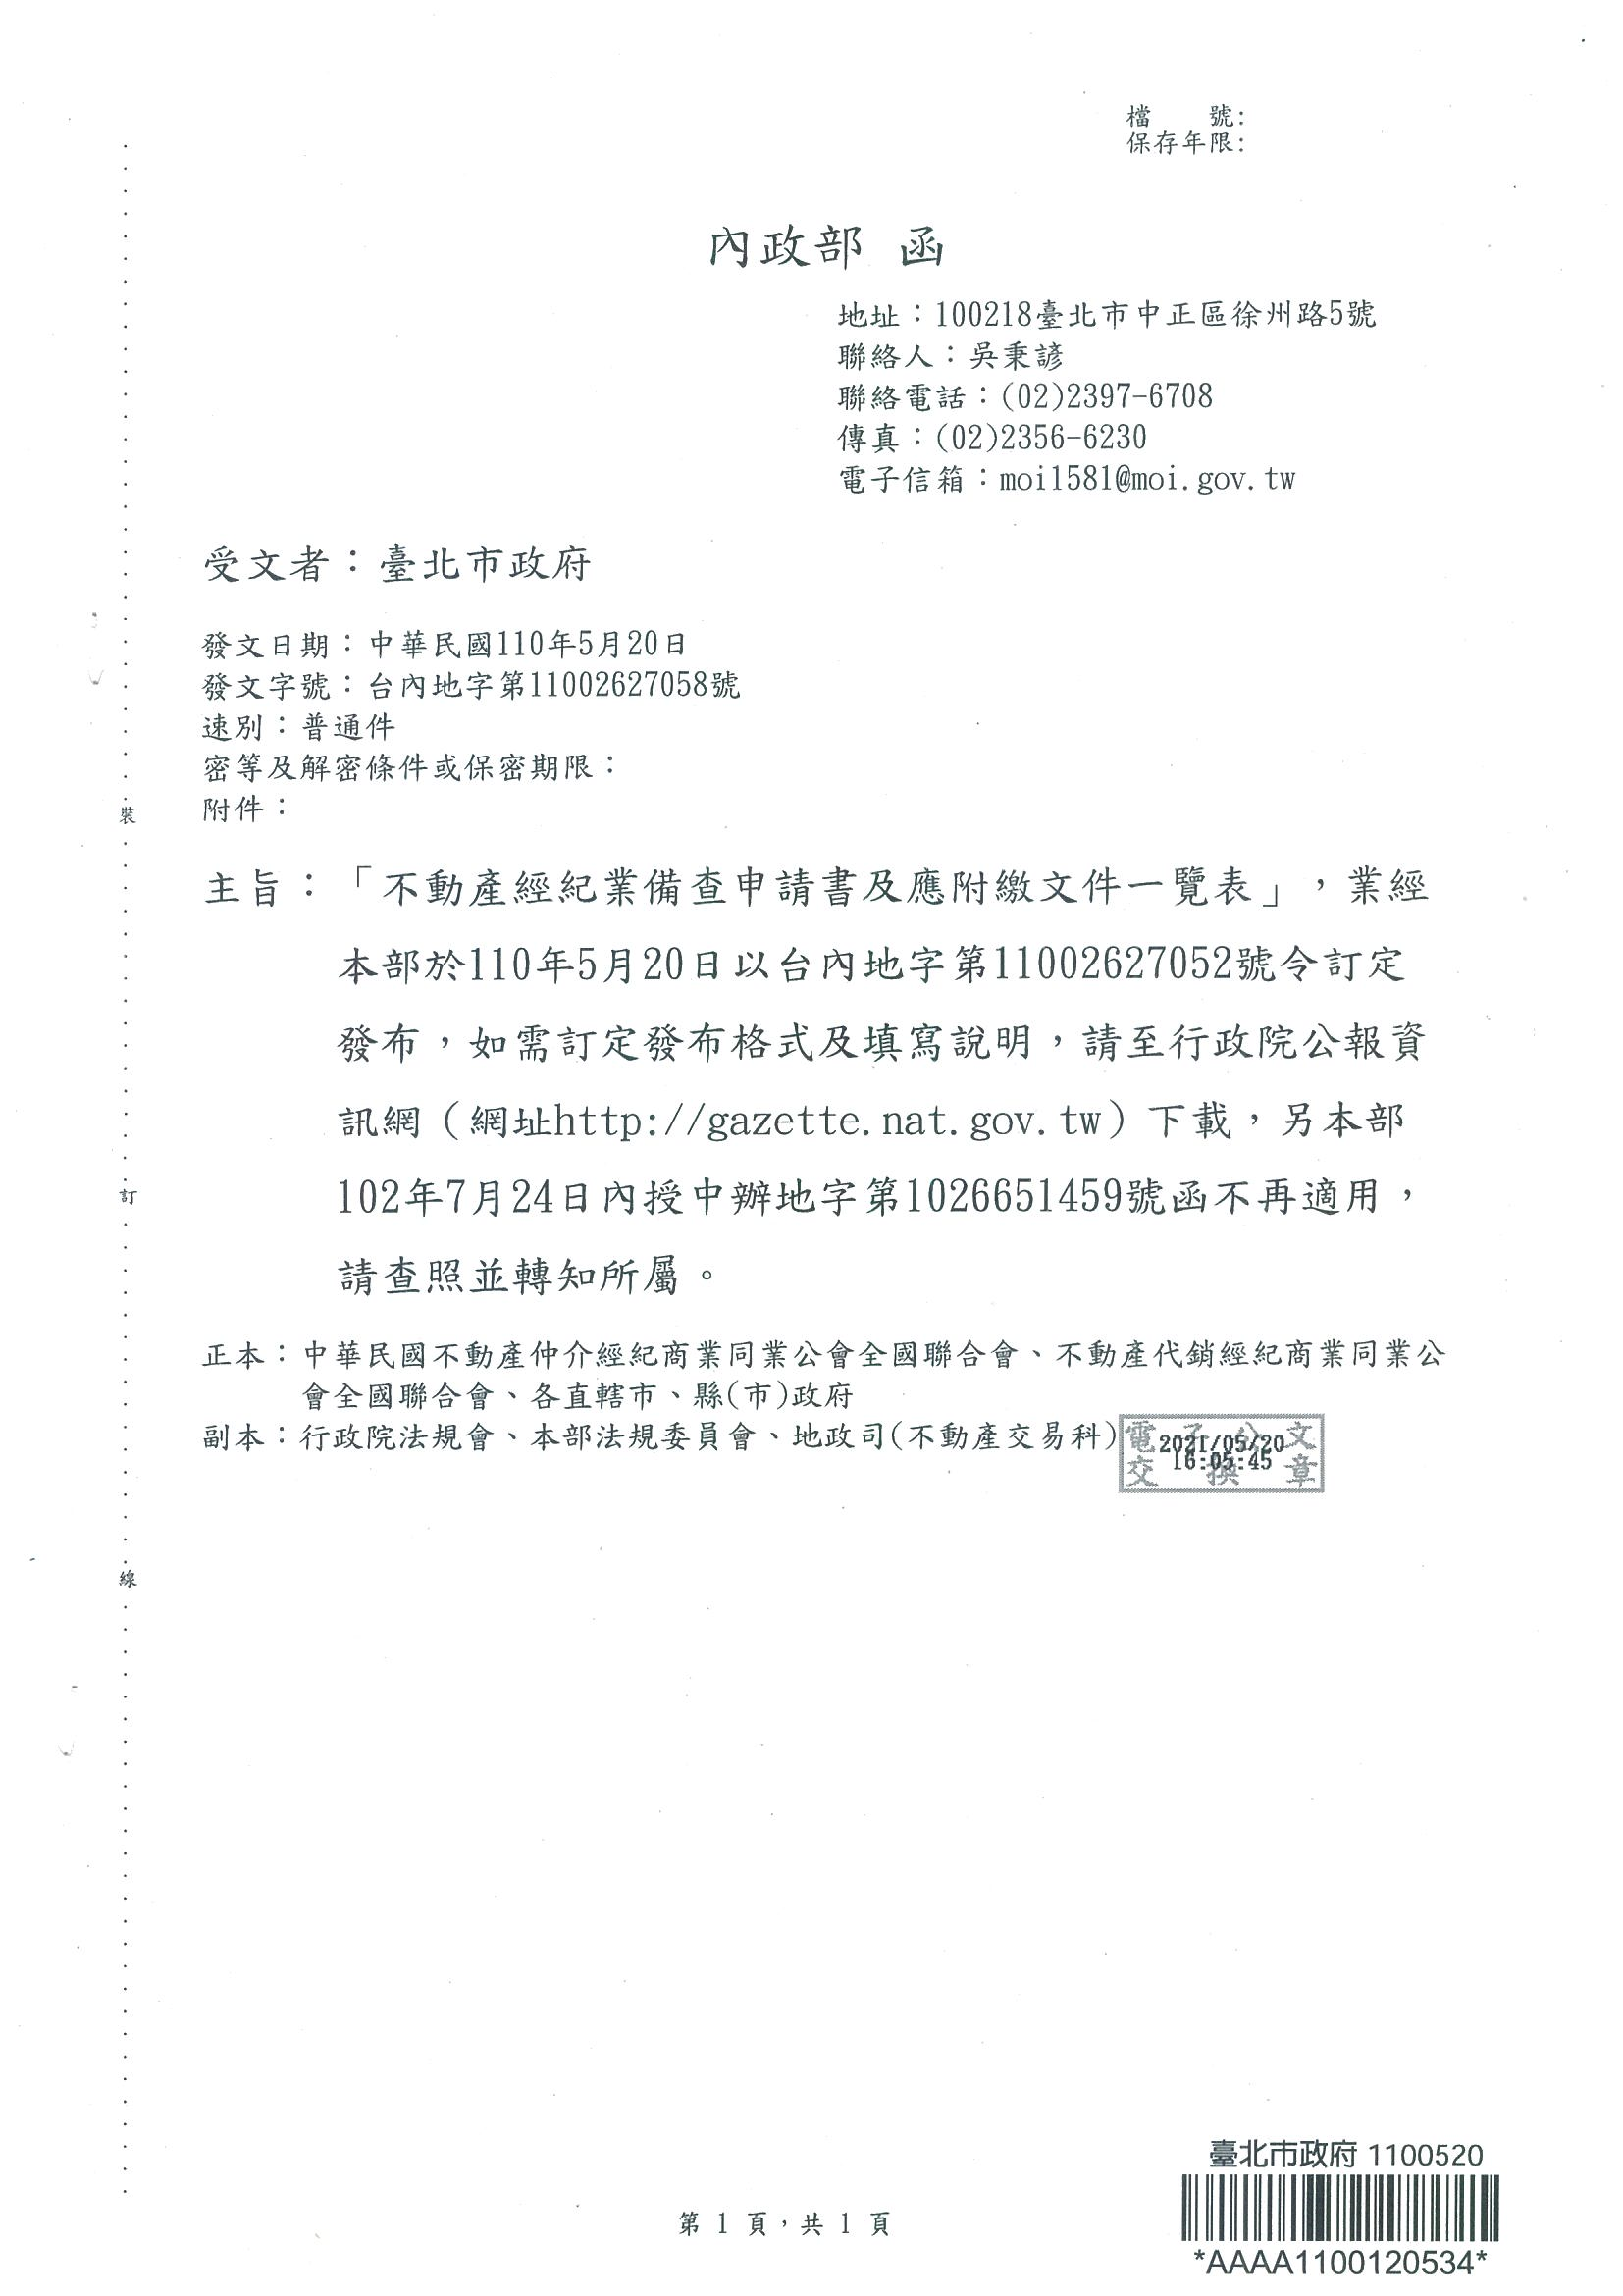 檔　　號:
保存年限:
內政部 函
地址：100218臺北市中正區徐州路5號
聯絡人：吳秉諺
聯絡電話：(02)2397-6708
傳真：(02)2356-6230
電子信箱：moi1581@moi.gov.tw
受文者：臺北市政府
發文日期：中華民國110年5月20日
發文字號：台內地字第11002627058號
速別：普通件
密等及解密條件或保密期限：
附件：
主旨：「不動產經紀業備查申請書及應附繳文件一覽表」，業經
本部於110年5月20日以台內地字第11002627052號令訂定
發布，如需訂定發布格式及填寫說明，請至行政院公報資
訊網（網址http://gazette.nat.gov.tw）下載，另本部
102年7月24日內授中辦地字第1026651459號函不再適用，
請查照並轉知所屬。
正本：中華民國不動產仲介經紀商業同業公會全國聯合會、不動產代銷經紀商業同業公
會全國聯合會、各直轄市、縣(市)政府
副本：行政院法規會、本部法規委員會、地政司(不動產交易科)
電子公文
2021/05/20
16:05:45
交換章
裝
訂
線
第 1 頁，共 1 頁
臺北市政府 1100520
*AAAA1100120534*